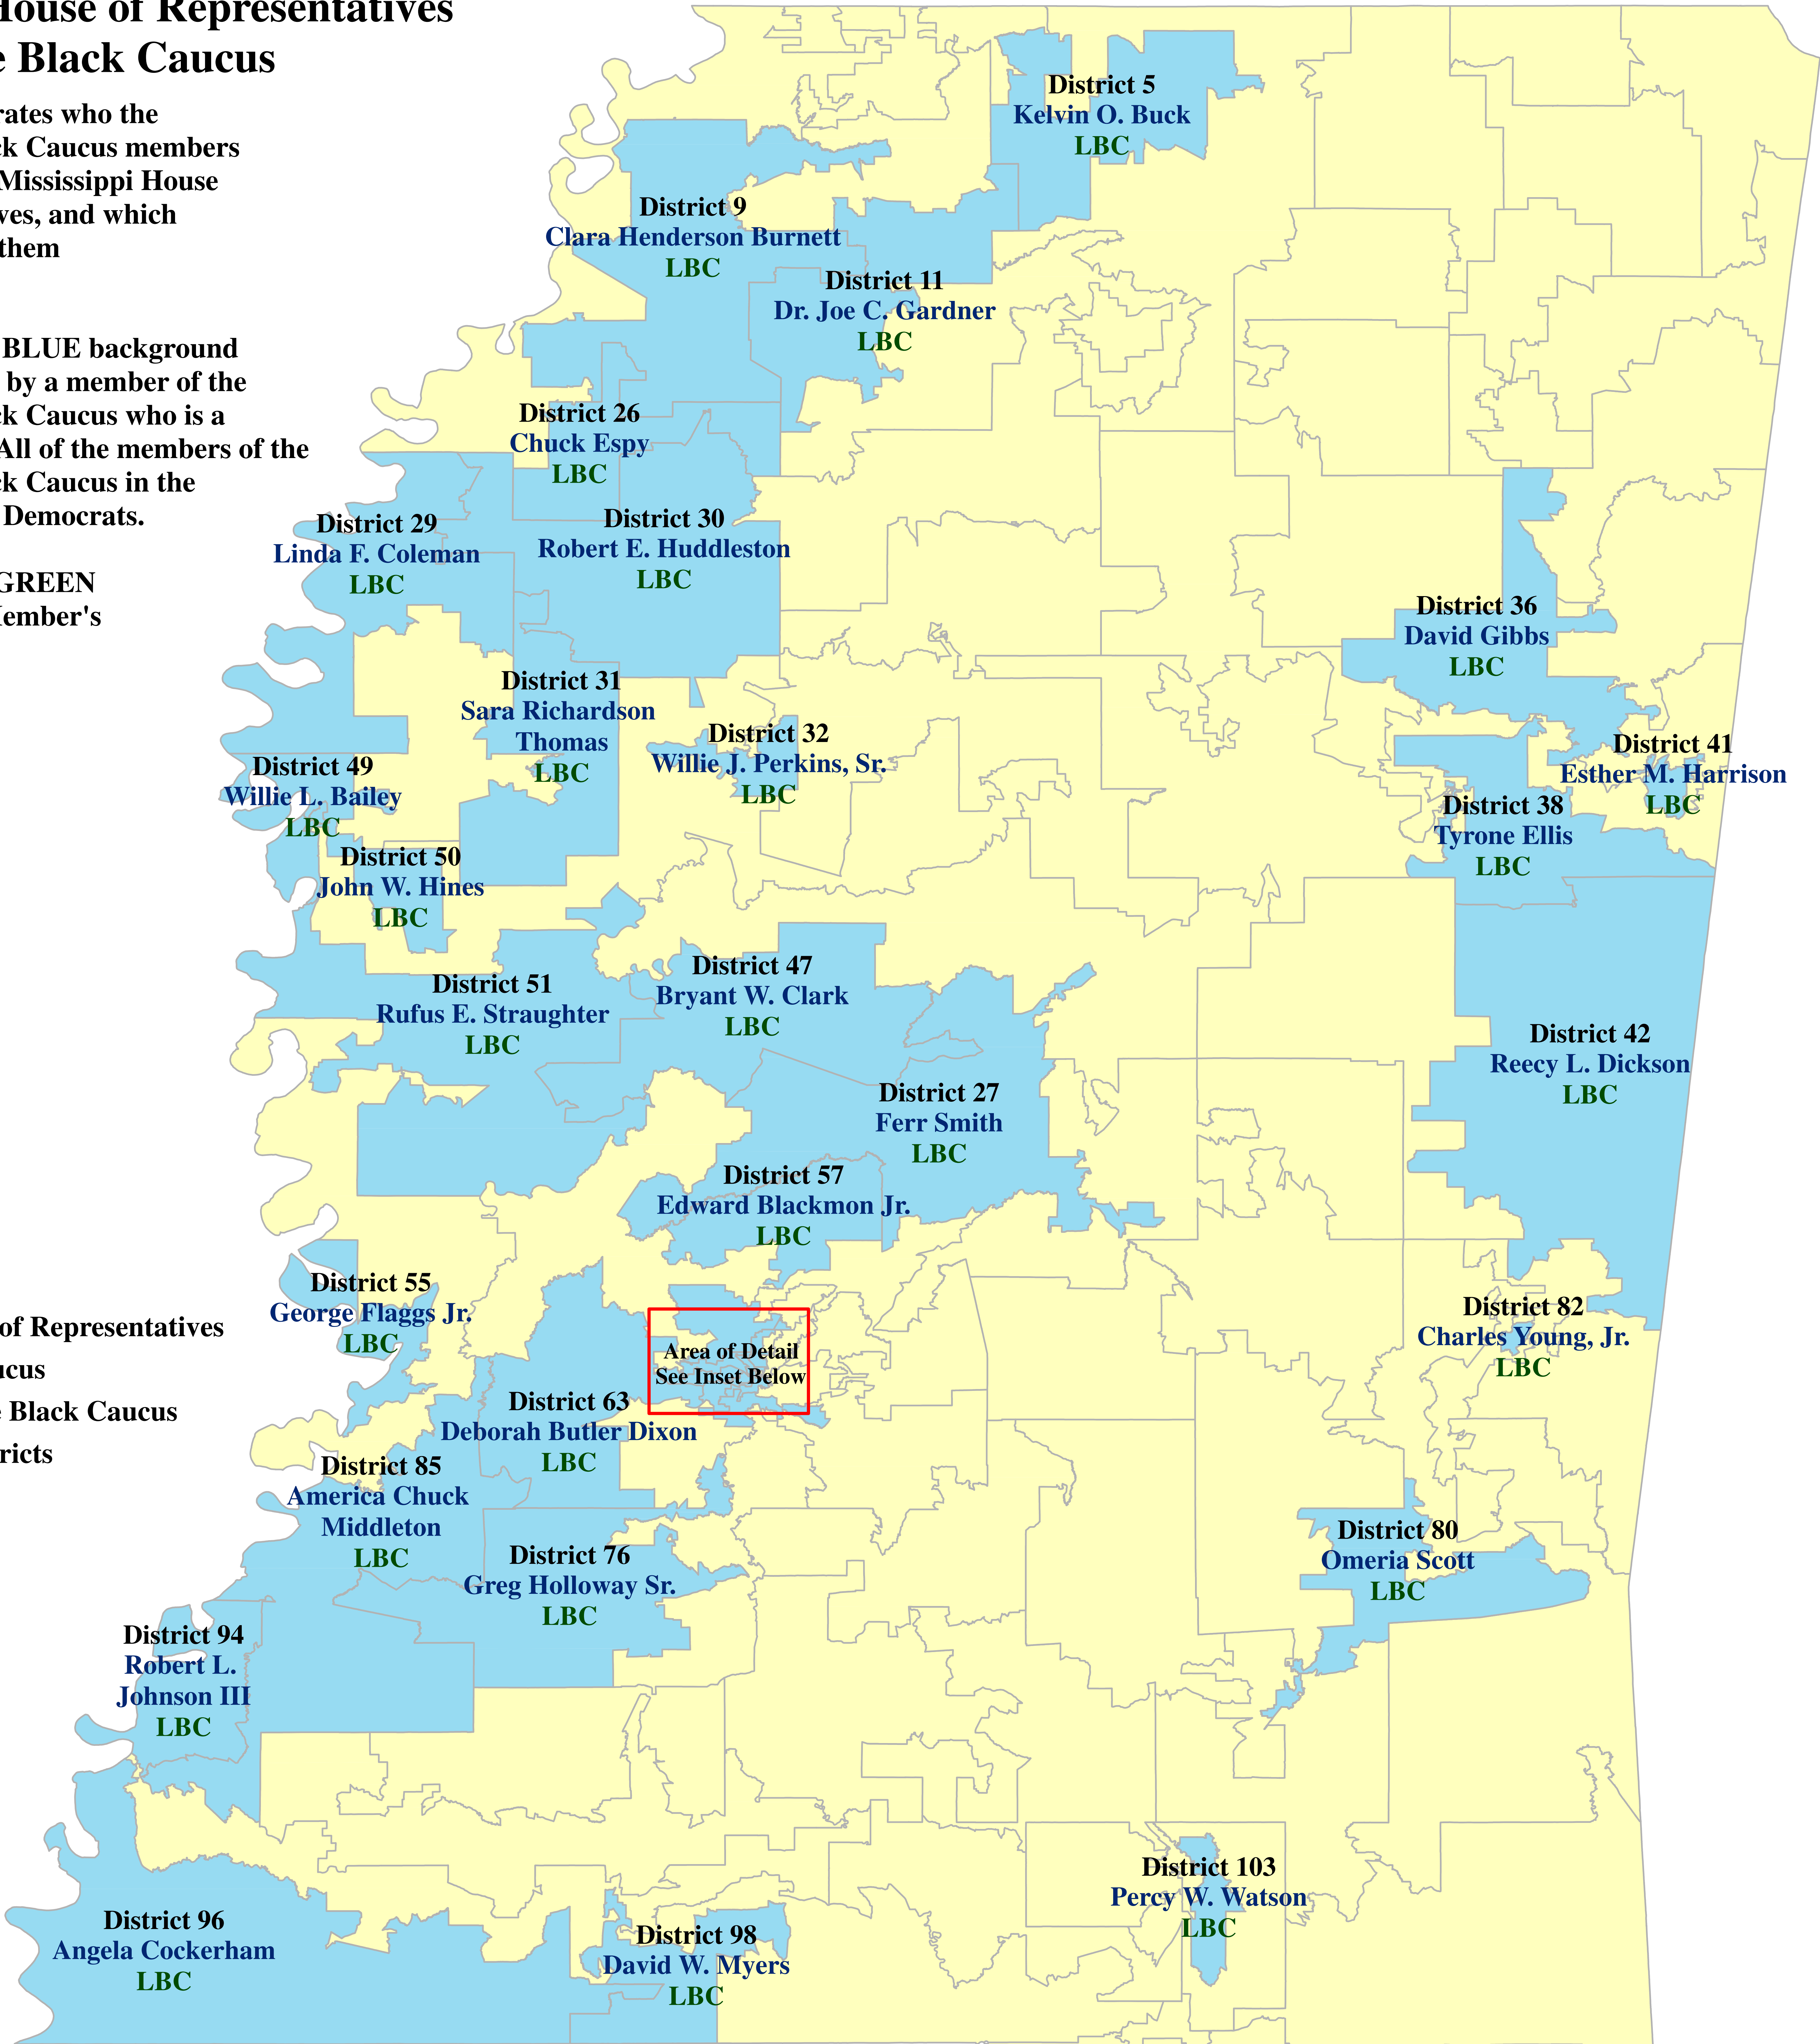 House of Representatives
Black Caucus
who the
Caucus members
Mississippi House
and which
them
BLUE background
by a member of the
Caucus who is a
All of the members of the
Caucus in the
Democrats.
GREEN
District 5
Kelvin O. Buck
LBC
District 9
Clara Henderson Burnett
LBC
District 11
Dr. Joe C. Gardner
LBC
District 26
Chuck Espy
LBC
District 29
Linda F. Coleman
LBC
District 30
Robert E. Huddleston
LBC
District 36
David Gibbs
LBC
District 31
Sara Richardson
Thomas
LBC
District 32
Willie J. Perkins, Sr.
LBC
District 41
Esther M. Harrison
LBC
District 49
Willie L. Bailey
LBC
District 38
Tyrone Ellis
LBC
District 50
John W. Hines
LBC
District 47
Bryant W. Clark
LBC
District 51
Rufus E. Straughter
LBC
District 42
Reecy L. Dickson
LBC
District 27
Ferr Smith
LBC
District 57
Edward Blackmon Jr.
LBC
District 55
George Flaggs Jr.
LBC
District 82
Charles Young, Jr.
LBC
of Representatives
Black Caucus
Area of Detail
See Inset Below
District 63
Deborah Butler Dixon
LBC
District 85
America Chuck
Middleton
LBC
District 80
Omeria Scott
LBC
District 76
Greg Holloway Sr.
LBC
District 94
Robert L.
Johnson III
LBC
District 103
Percy W. Watson
LBC
District 96
Angela Cockerham
LBC
District 98
David W. Myers
LBC